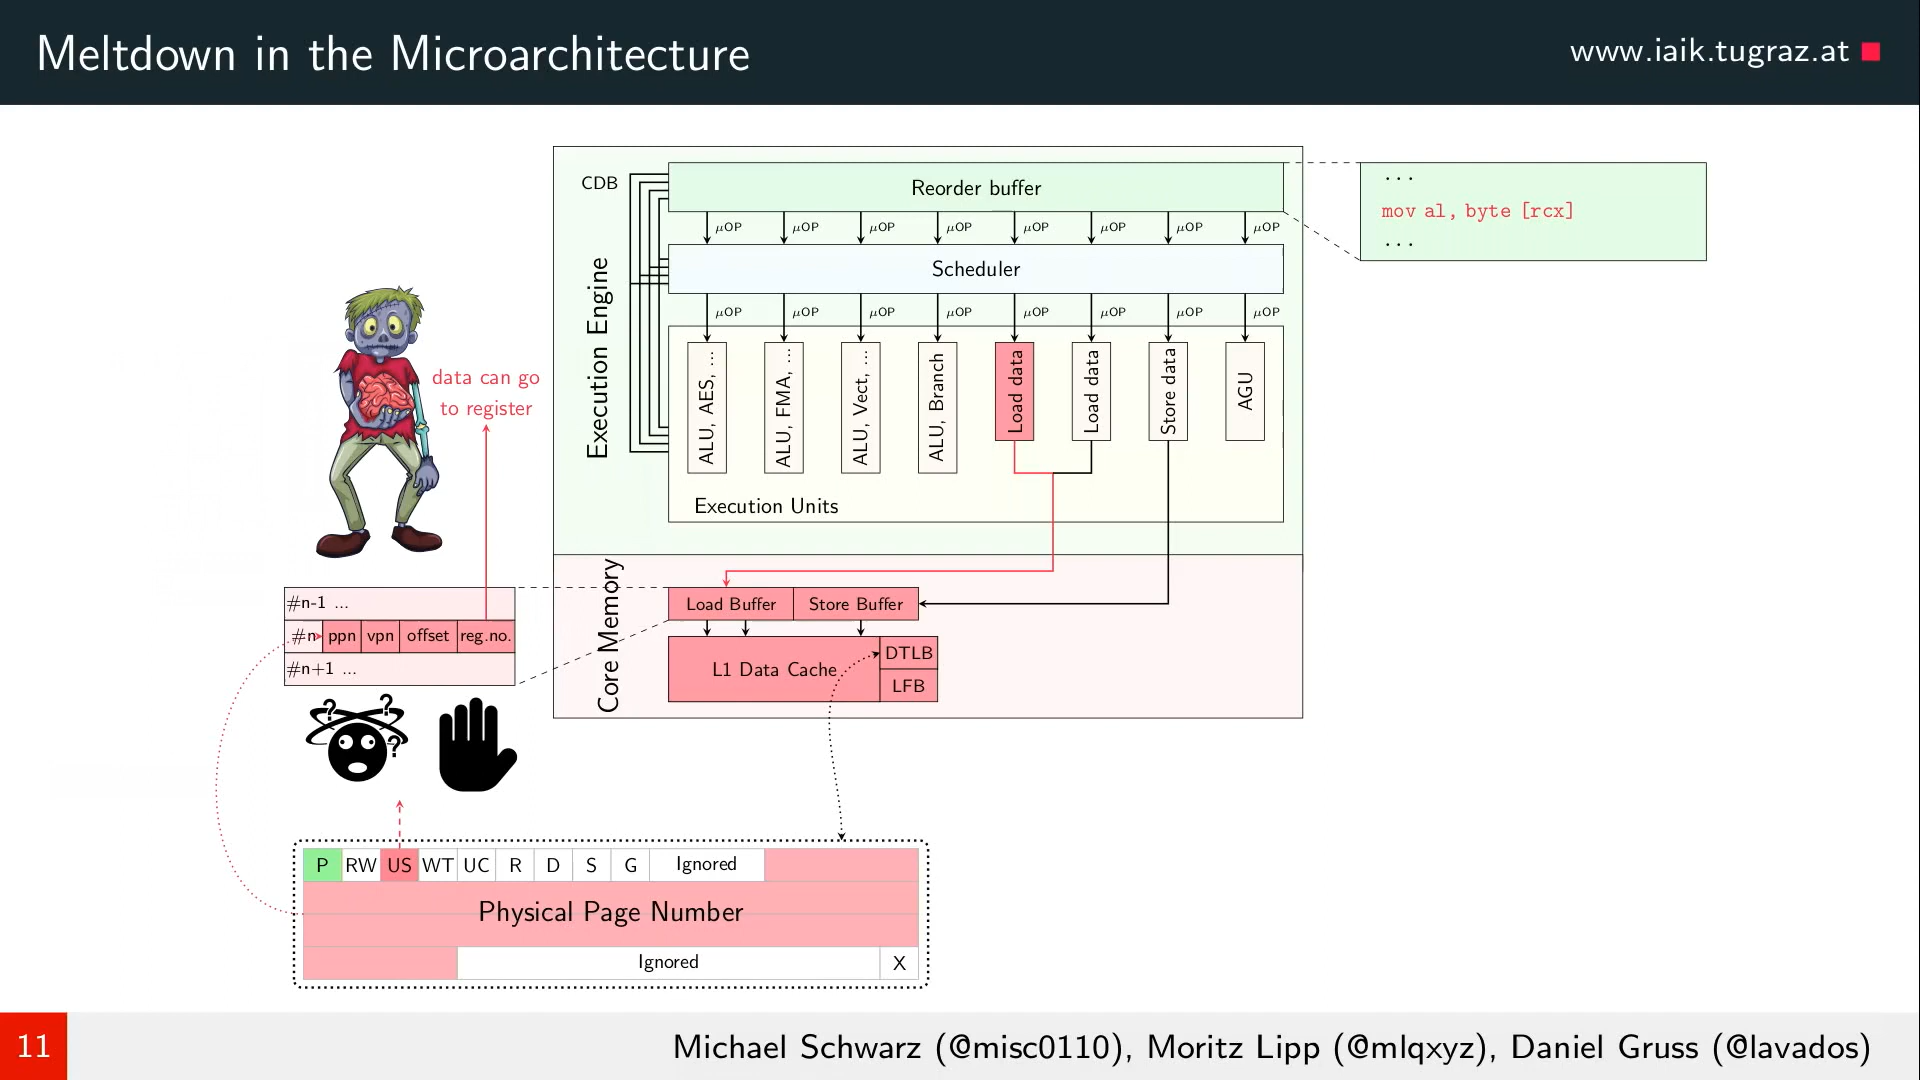 Meltdown in the Microarchitecture
www.iaik.tugraz.at
CDB
Reorder buffer
μOP μOP μOP μOP μOP μOP μOP μOP
Scheduler
μOP μOP μOP μOP μOP μOP μOP μOP
Execution Engine
ALU, AES, ...
ALU, FMA, ...
ALU, Vect, ...
ALU, Branch
Load data
Load data
Store data
AGU
Execution Units
...
mov al, byte [rcx]
...
data can go
to register
Core Memory
Load Buffer
Store Buffer
L1 Data Cache
DTLB
LFB
#n-1 ...
#n ppn vpn offset reg.no.
#n+1 ...
? ? ?
P RW US WT UC R D S G Ignored
Physical Page Number
Ignored X
11
Michael Schwarz (@misc0110), Moritz Lipp (@mlqxyz), Daniel Gruss (@lavados)